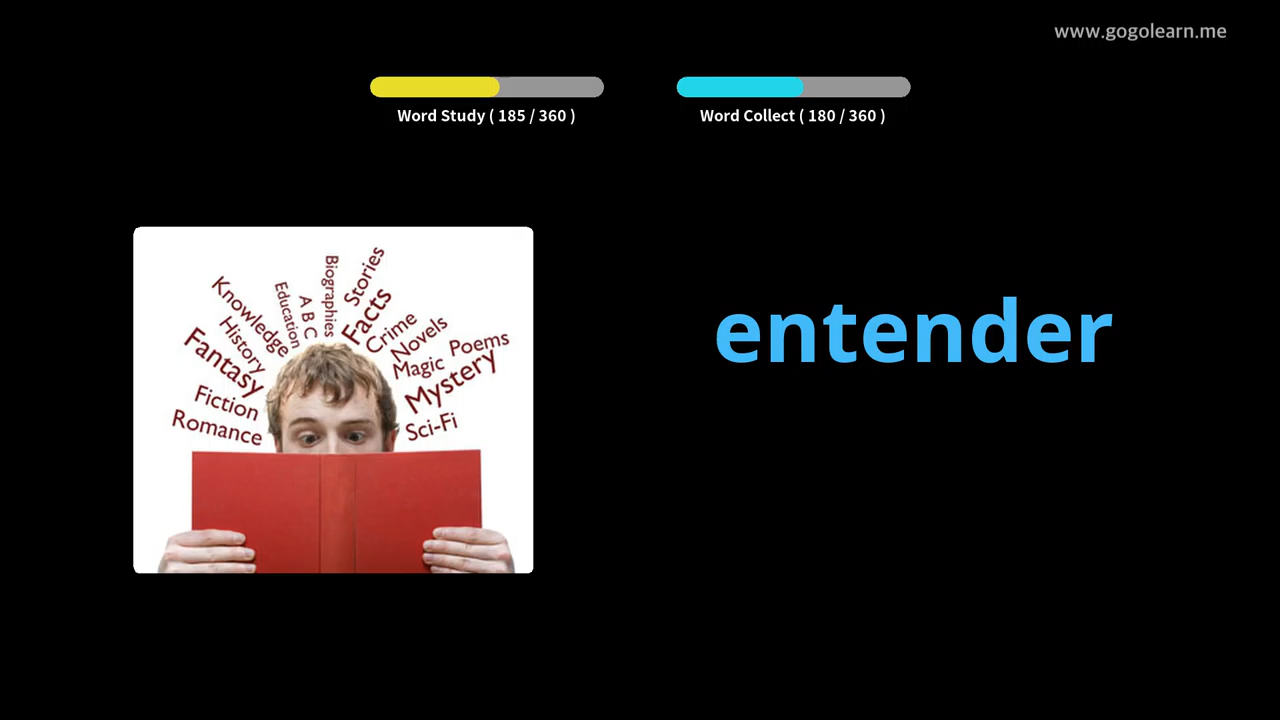 www.gogolearn.me
Word Study ( 185 / 360 )
Word Collect ( 180 / 360 )
entender
Biographies
Stories
Education
A B C
Facts
Knowledge
History
Crime
Novels
Poems
Fantasy
Magic
Mystery
Fiction
Romance
Sci-Fi